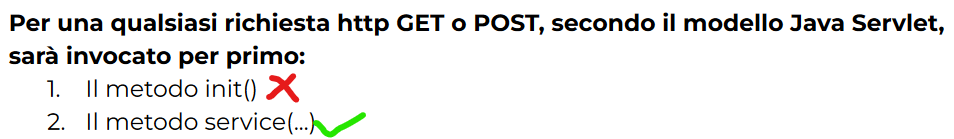 Per una qualsiasi richiesta http GET o POST, secondo il modello Java Servlet,
sarà invocato per primo:
1. Il metodo init()
2. Il metodo service(...)